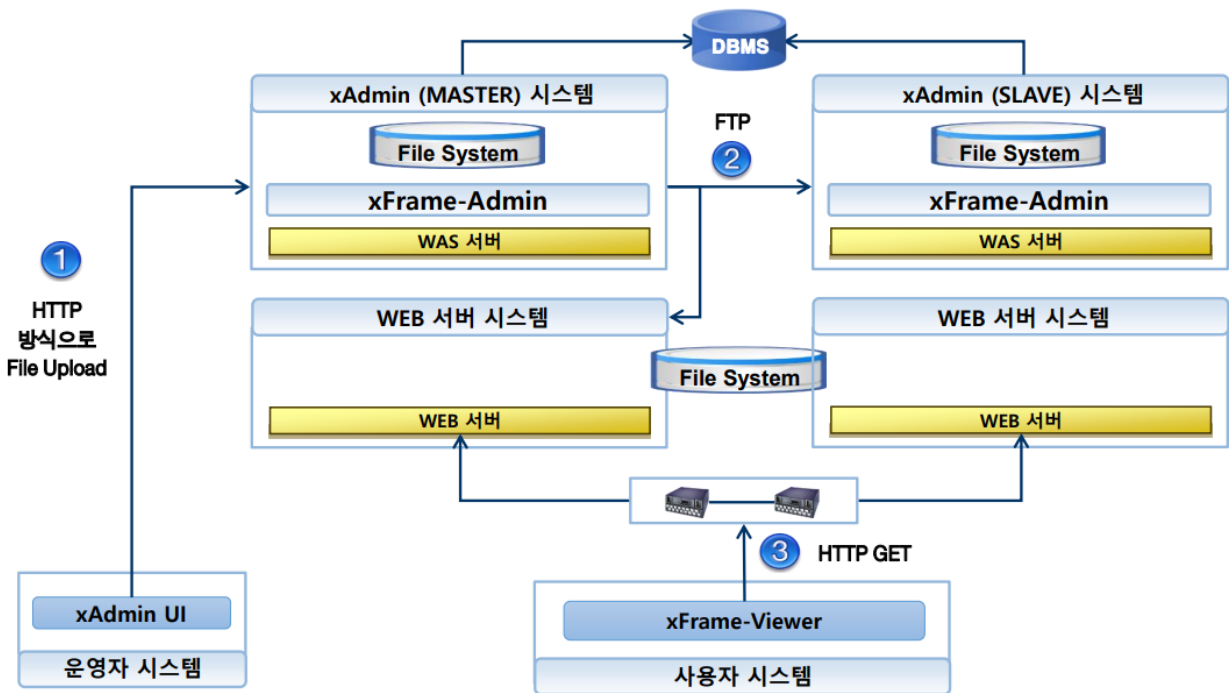 DBMS
xAdmin (MASTER) 시스템
xAdmin (SLAVE) 시스템
File System
FTP
2
File System
xFrame-Admin
xFrame-Admin
WAS 서버
WAS 서버
1
HTTP
방식으로
File Upload
WEB 서버 시스템
WEB 서버 시스템
File System
WEB 서버
WEB 서버
3
HTTP GET
xAdmin UI
운영자 시스템
xFrame-Viewer
사용자 시스템